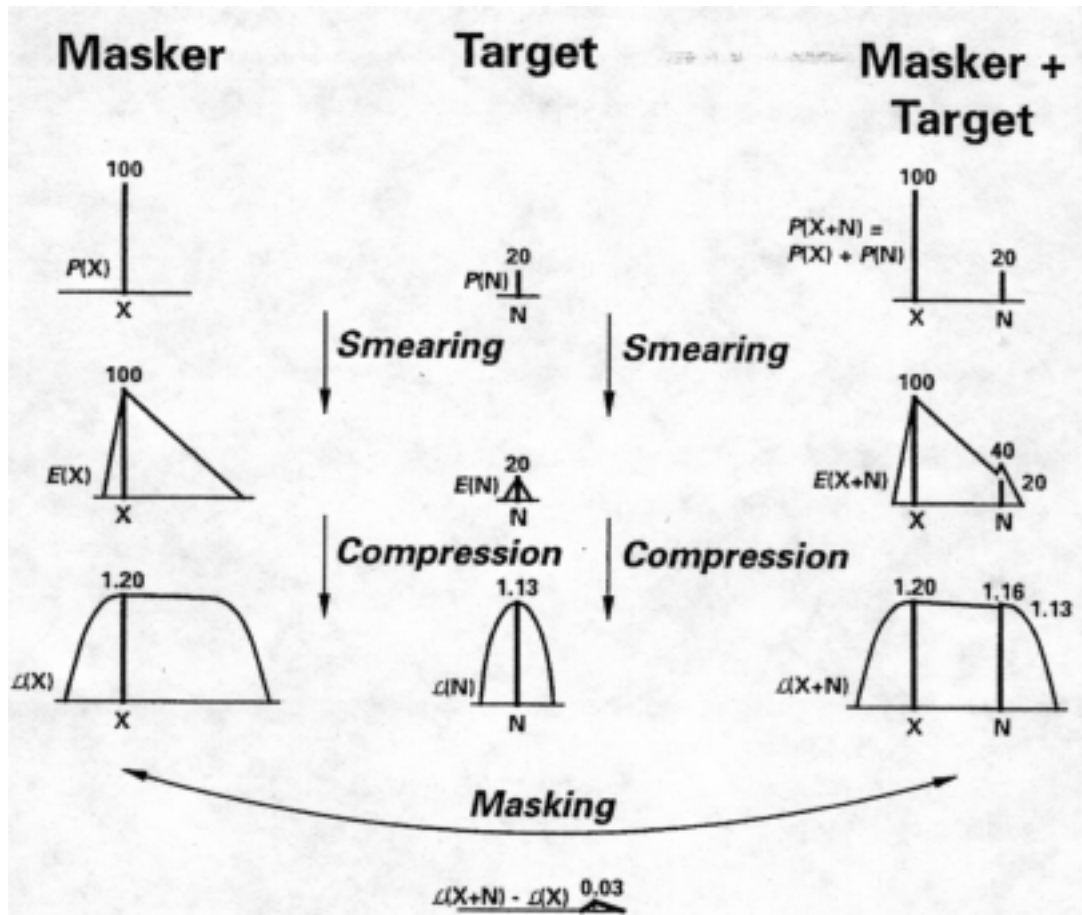 Masker
Target
Masker +
Target
100
P(X)
X
20
P(N)
N
100
P(X+N) =
P(X) + P(N)
20
X
N
Smearing
Smearing
100
E(X)
X
20
E(N)
N
100
40
E(X+N)
20
X
N
Compression
Compression
1.20
ℒ(X)
X
1.13
ℒ(N)
N
1.20
1.16
1.13
ℒ(X+N)
X
N
Masking
ℒ(X+N) - ℒ(X)
0.03